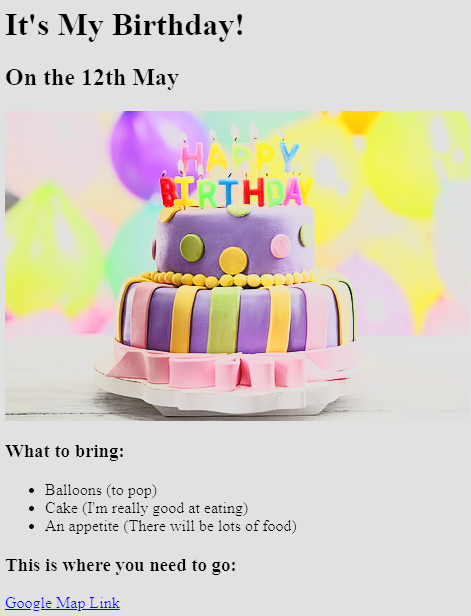 It's My Birthday!
On the 12th May
HAPPY
BIRTHDAY
What to bring:
Balloons (to pop)
Cake (I'm really good at eating)
An appetite (There will be lots of food)
This is where you need to go:
Google Map Link